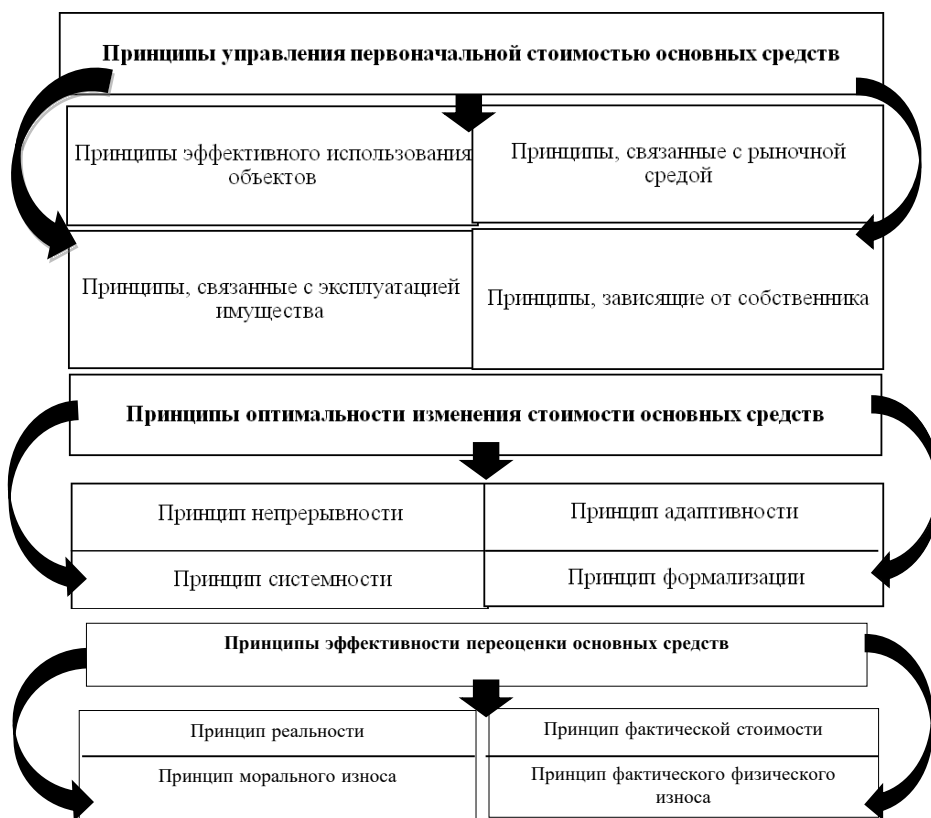 Принципы управления первоначальной стоимостью основных средств
Принципы эффективного использования
объектов
Принципы, связанные с рыночной
средой
Принципы, связанные с эксплуатацией
имущества
Принципы, зависящие от собственника
Принципы оптимальности изменения стоимости основных средств
Принцип непрерывности
Принцип адаптивности
Принцип системности
Принцип формализации
Принципы эффективности переоценки основных средств
Принцип реальности
Принцип фактической стоимости
Принцип морального износа
Принцип фактического физического
износа